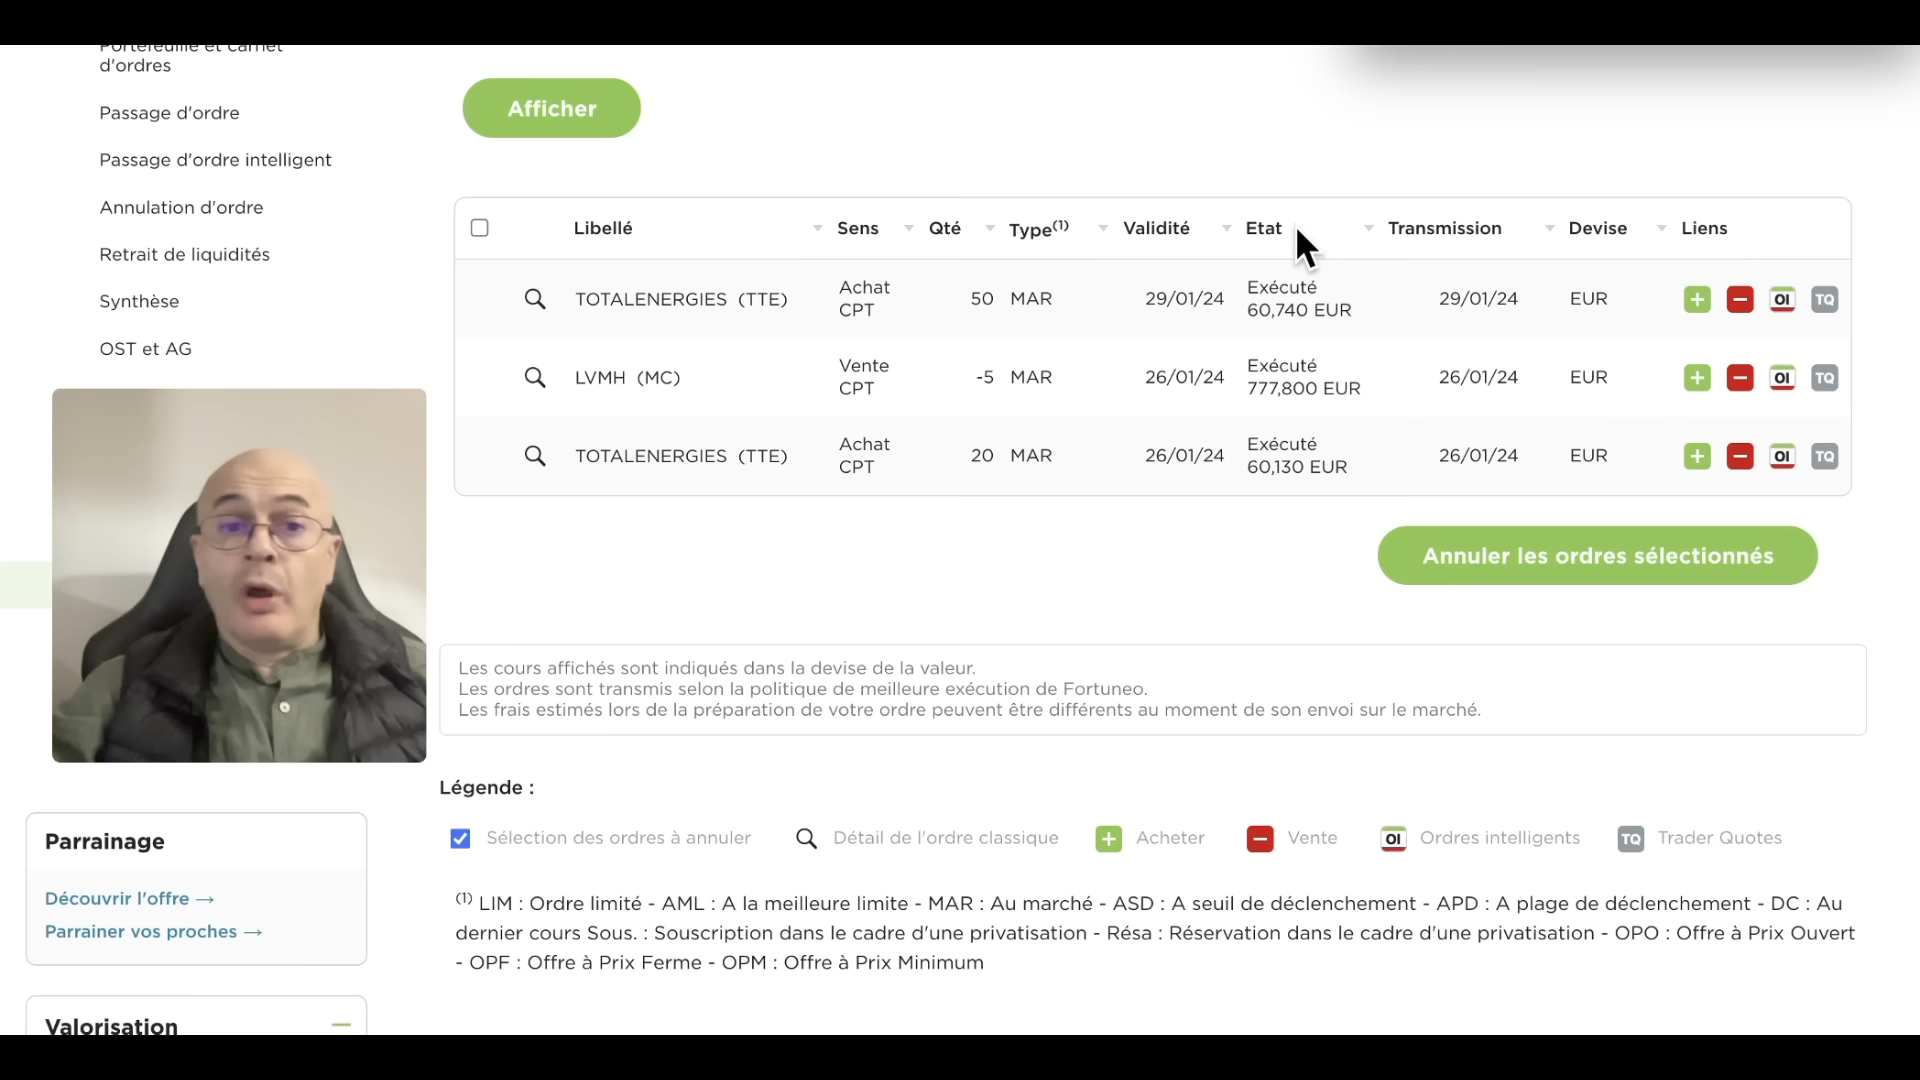 Portefeuille et carnet
d'ordres
Passage d'ordre
Passage d'ordre intelligent
Annulation d'ordre
Retrait de liquidités
Synthèse
OST et AG
Afficher
Libellé Sens Qté Type(1) Validité Etat Transmission Devise Liens
TOTALENERGIES (TTE) Achat CPT 50 MAR 29/01/24 Exécuté 60,740 EUR 29/01/24 EUR + − OI TQ
LVMH (MC) Vente CPT -5 MAR 26/01/24 Exécuté 777,800 EUR 26/01/24 EUR + − OI TQ
TOTALENERGIES (TTE) Achat CPT 20 MAR 26/01/24 Exécuté 60,130 EUR 26/01/24 EUR + − OI TQ
Annuler les ordres sélectionnés
Les cours affichés sont indiqués dans la devise de la valeur.
Les ordres sont transmis selon la politique de meilleure exécution de Fortuneo.
Les frais estimés lors de la préparation de votre ordre peuvent être différents au moment de son envoi sur le marché.
Légende :
Sélection des ordres à annuler Détail de l'ordre classique + Acheter − Vente OI Ordres intelligents TQ Trader Quotes
(1) LIM : Ordre limité - AML : A la meilleure limite - MAR : Au marché - ASD : A seuil de déclenchement - APD : A plage de déclenchement - DC : Au
dernier cours Sous. : Souscription dans le cadre d'une privatisation - Résa : Réservation dans le cadre d'une privatisation - OPO : Offre à Prix Ouvert
- OPF : Offre à Prix Ferme - OPM : Offre à Prix Minimum
Parrainage
Découvrir l'offre →
Parrainer vos proches →
Valorisation